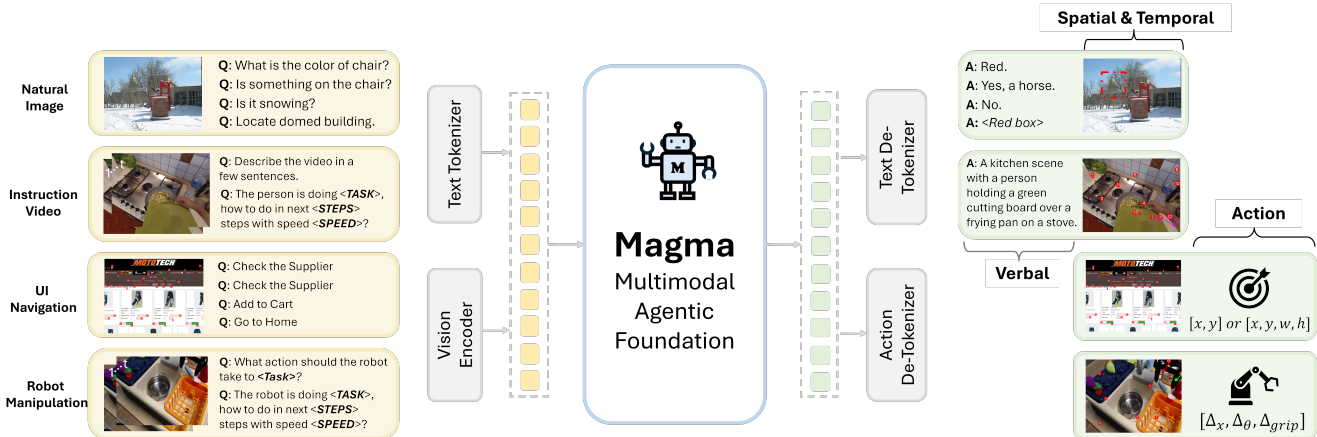 Spatial & Temporal
Natural
Image
Q: What is the color of chair?
Q: Is something on the chair?
Q: Is it snowing?
Q: Locate domed building.
Instruction
Video
Q: Describe the video in a
few sentences.
Q: The person is doing <TASK>,
how to do in next <STEPS>
steps with speed <SPEED>?
UI
Navigation
MOTOTECH
Q: Check the Supplier
Q: Check the Supplier
Q: Add to Cart
Q: Go to Home
Robot
Manipulation
Q: What action should the robot
take to <Task>?
Q: The robot is doing <TASK>,
how to do in next <STEPS>
steps with speed <SPEED>?
Text Tokenizer
Vision
Encoder
M
Magma
Multimodal
Agentic
Foundation
Text De-
Tokenizer
Action
De-Tokenizer
A: Red.
A: Yes, a horse.
A: No.
A: <Red box>
A: A kitchen scene
with a person
holding a green
cutting board over a
frying pan on a stove.
Verbal
Action
MOTOTECH
[x, y] or [x, y, w, h]
[Δx, Δθ, Δgrip]